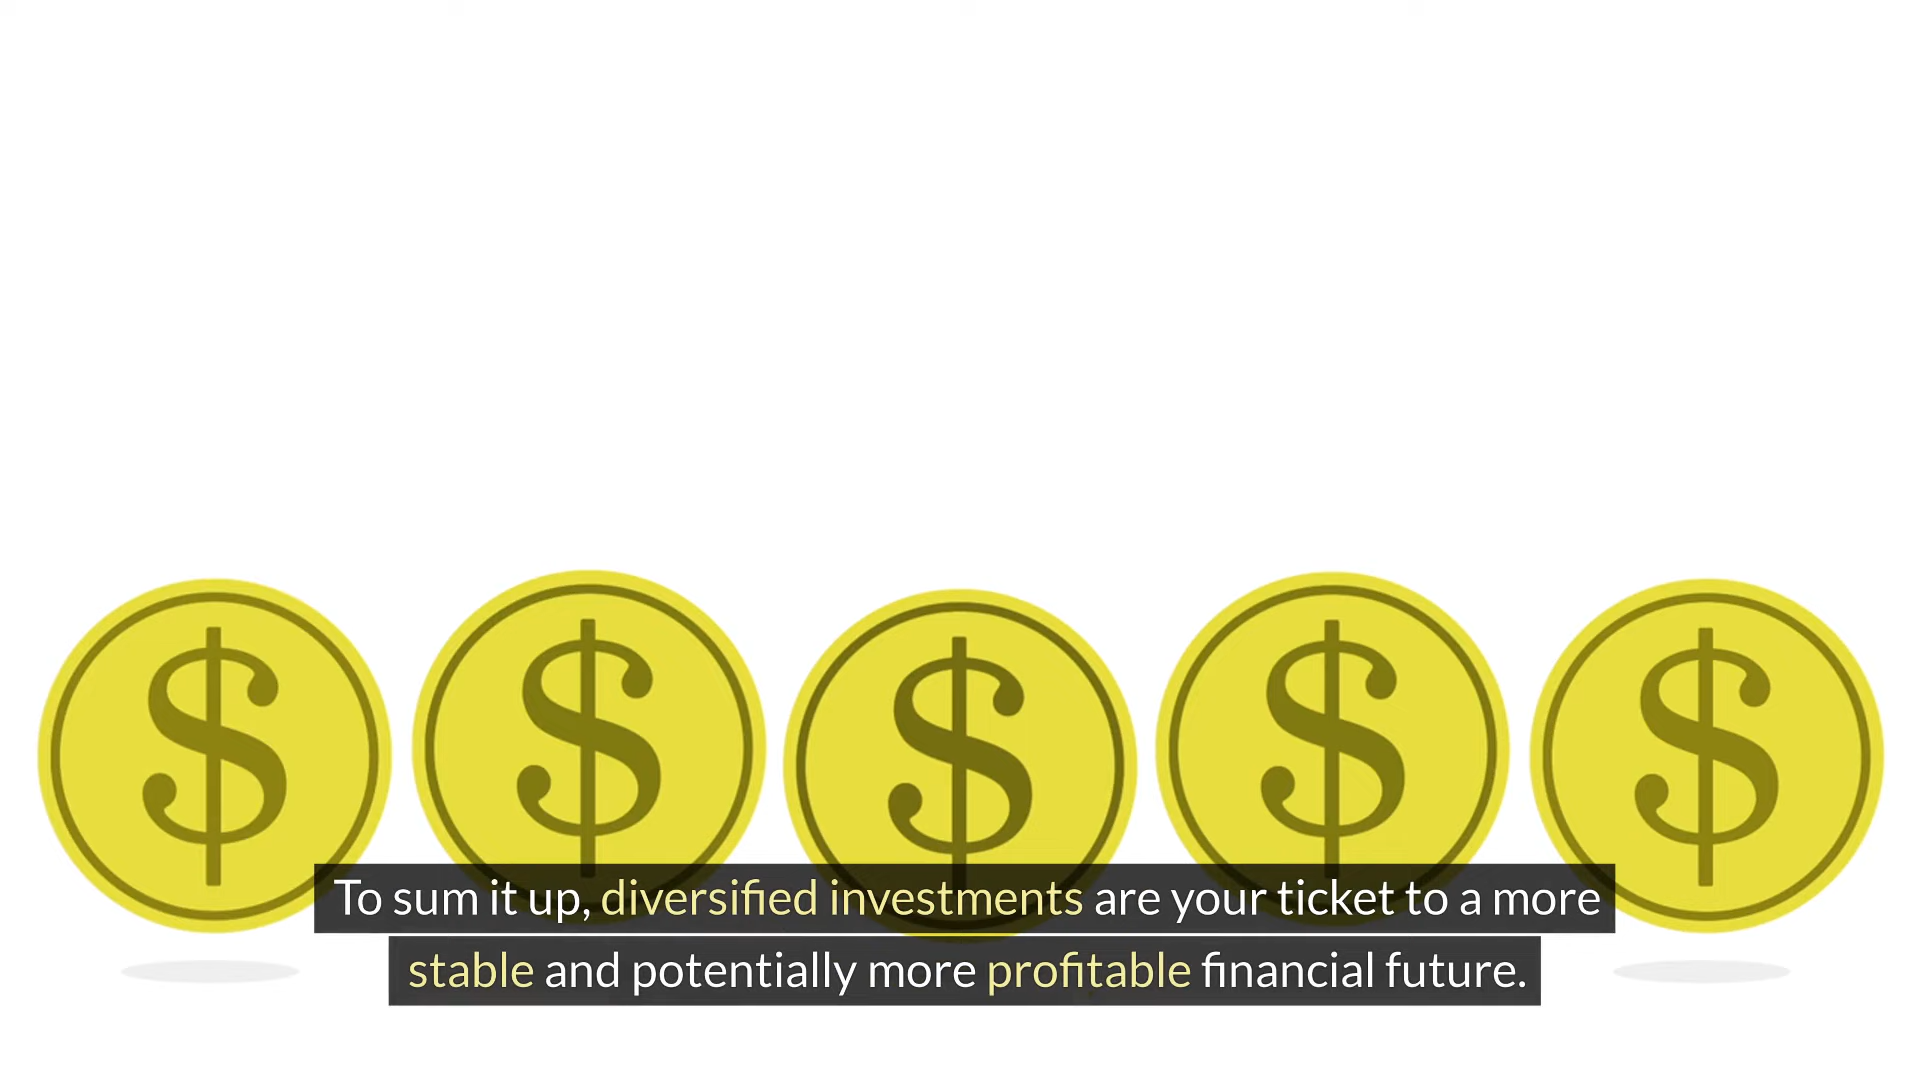 $ $ $ $ $
To sum it up, diversified investments are your ticket to a more
stable and potentially more profitable financial future.